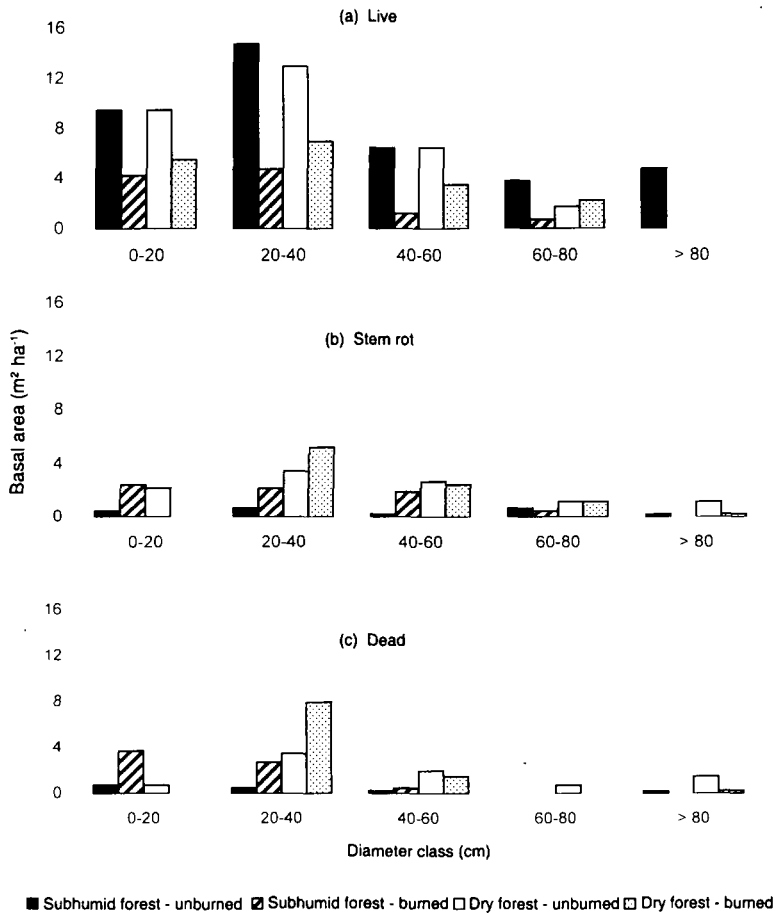 (a) Live
16
12
8
4
0
0-20 20-40 40-60 60-80 > 80
(b) Stem rot
16
12
8
4
0
0-20 20-40 40-60 60-80 > 80
Basal area (m² ha⁻¹)
(c) Dead
16
12
8
4
0
0-20 20-40 40-60 60-80 > 80
Diameter class (cm)
Subhumid forest - unburned Subhumid forest - burned Dry forest - unburned Dry forest - burned